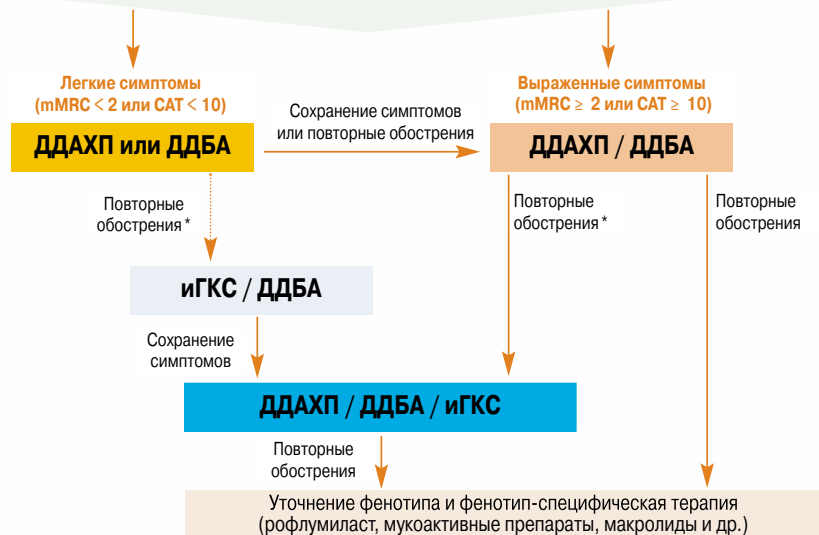 Легкие симптомы
(mMRC < 2 или CAT < 10)
ДДАХП или ДДБА
Сохранение симптомов
или повторные обострения
Выраженные симптомы
(mMRC ≥ 2 или CAT ≥ 10)
ДДАХП / ДДБА
Повторные
обострения *
Повторные
обострения *
Повторные
обострения
иГКС / ДДБА
Сохранение
симптомов
ДДАХП / ДДБА / иГКС
Повторные
обострения
Уточнение фенотипа и фенотип-специфическая терапия
(рофлумиласт, мукоактивные препараты, макролиды и др.)